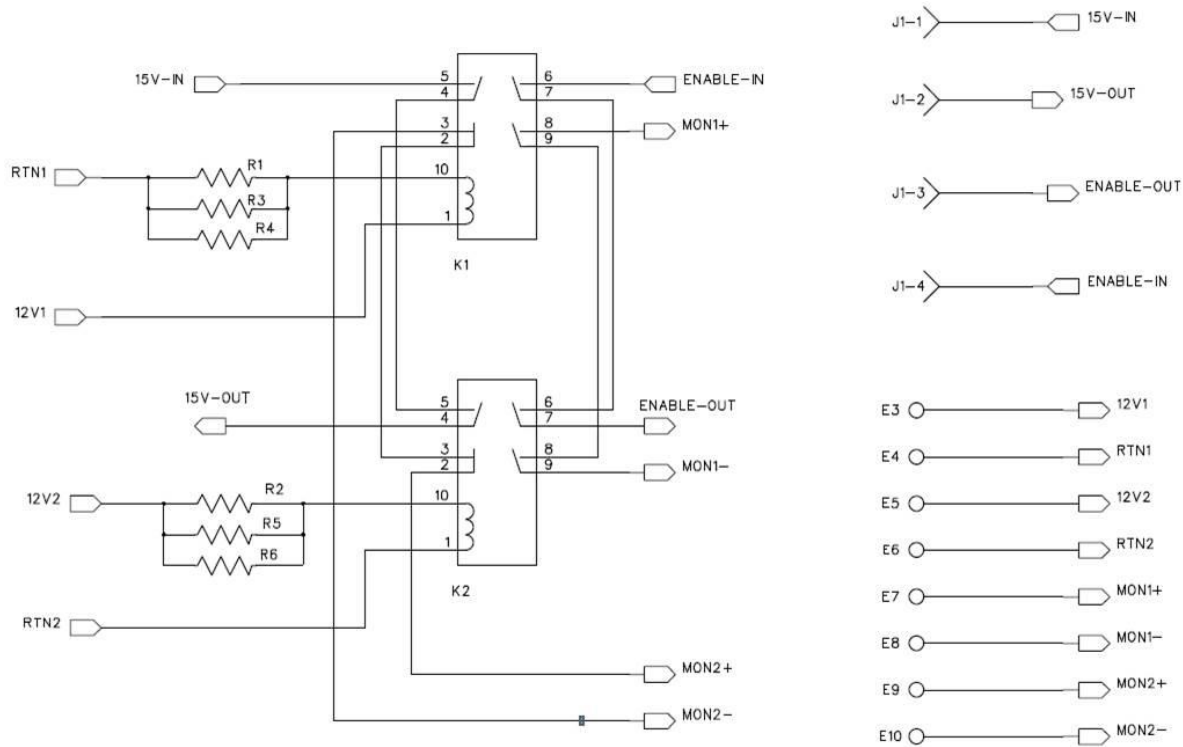 15V-IN
5
4
6
7
ENABLE-IN
3
2
8
9
MON1+
RTN1
R1
R3
R4
10
1
K1
12V1
15V-OUT
5
4
6
7
ENABLE-OUT
3
2
8
9
MON1-
12V2
R2
R5
R6
10
1
K2
RTN2
MON2+
MON2-
J1-1 15V-IN
J1-2 15V-OUT
J1-3 ENABLE-OUT
J1-4 ENABLE-IN
E3 12V1
E4 RTN1
E5 12V2
E6 RTN2
E7 MON1+
E8 MON1-
E9 MON2+
E10 MON2-